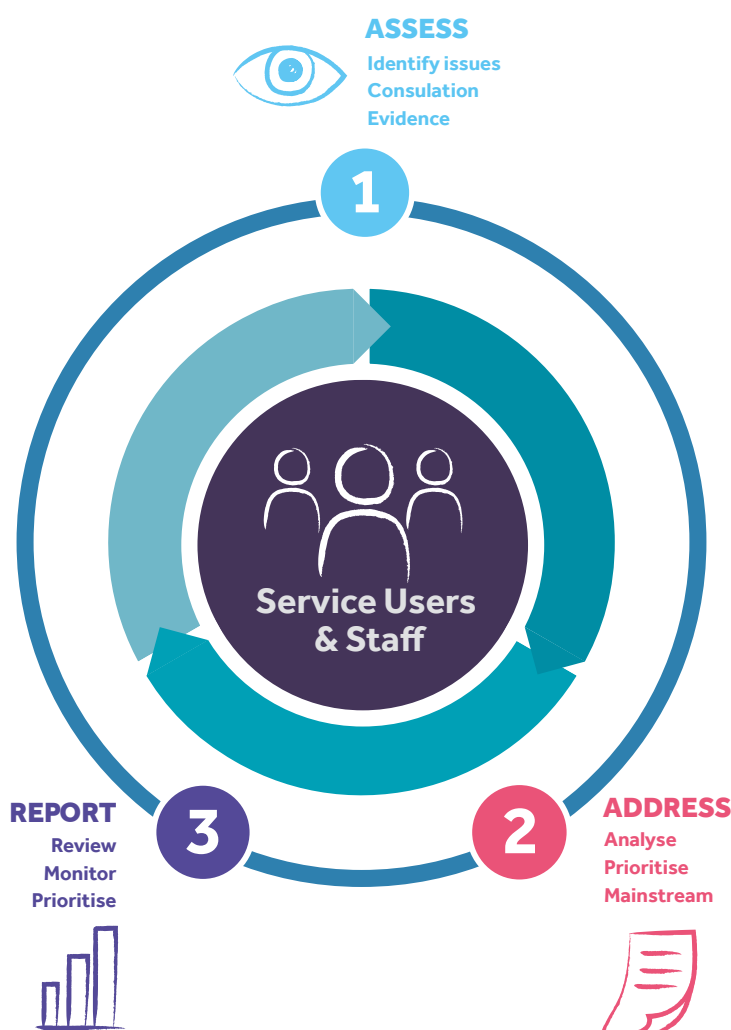 ASSESS
Identify issues
Consulation
Evidence
1
Service Users
& Staff
REPORT
Review
Monitor
Prioritise
3
2
ADDRESS
Analyse
Prioritise
Mainstream